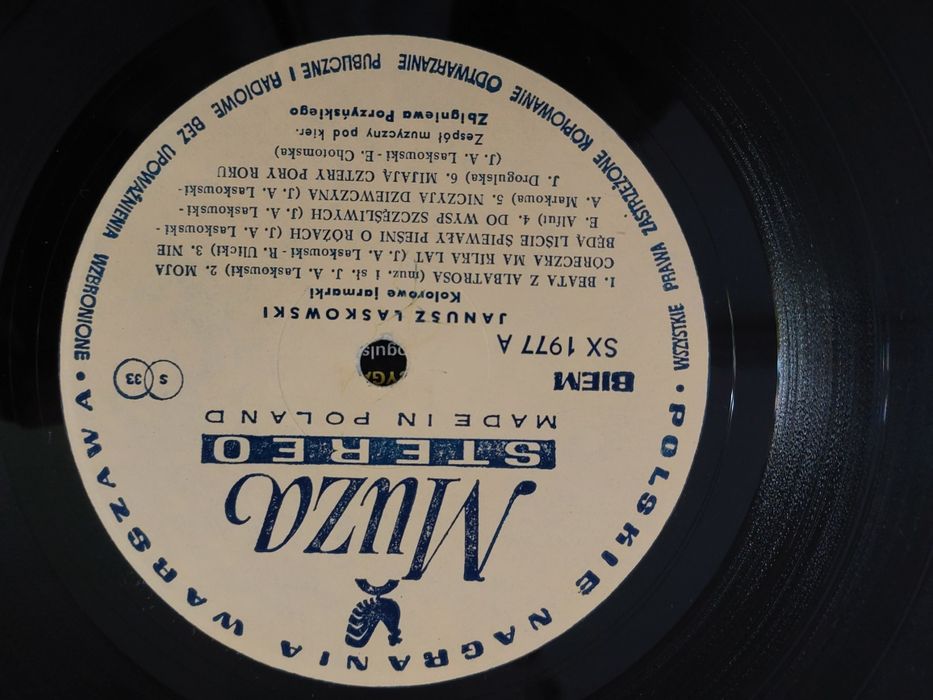 POLSKIE NAGRANIA WARSZAWA •
Muza
STEREO
MADE IN POLAND
BIEM
S 33
SX 1977 A
JANUSZ LASKOWSKI
Kolorowe jarmarki
1. BEATA Z ALBATROSA (muz. i sł. J. A. Laskowski) 2. MOJA
CÓRECZKA MA KILKA LAT (J. A. Laskowski - R. Ulicki) 3. NIE
BĘDĄ LIŚCIE ŚPIEWAŁY PIEŚNI O RÓŻACH (J. A. Laskowski -
E. Alfut) 4. DO WYSP SZCZĘŚLIWYCH (J. A. Laskowski -
A. Markowa) 5. NICZYJA DZIEWCZYNA (J. A. Laskowski -
J. Drogulska) 6. MIJAJĄ CZTERY PORY ROKU
(J. A. Laskowski - E. Chotomska)
Zespół muzyczny pod kier.
Zbigniewa Porzyńskiego
WSZYSTKIE PRAWA ZASTRZEŻONE KOPIOWANIE ODTWARZANIE PUBLICZNE I RADIOWE BEZ UPOWAŻNIENIA WZBRONIONE •